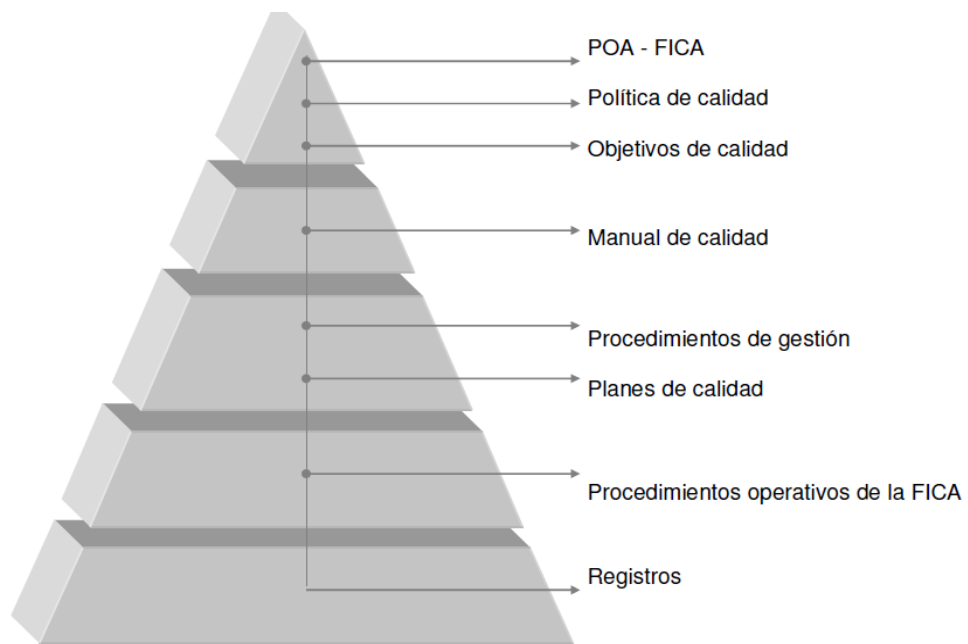 POA - FICA
Política de calidad
Objetivos de calidad
Manual de calidad
Procedimientos de gestión
Planes de calidad
Procedimientos operativos de la FICA
Registros